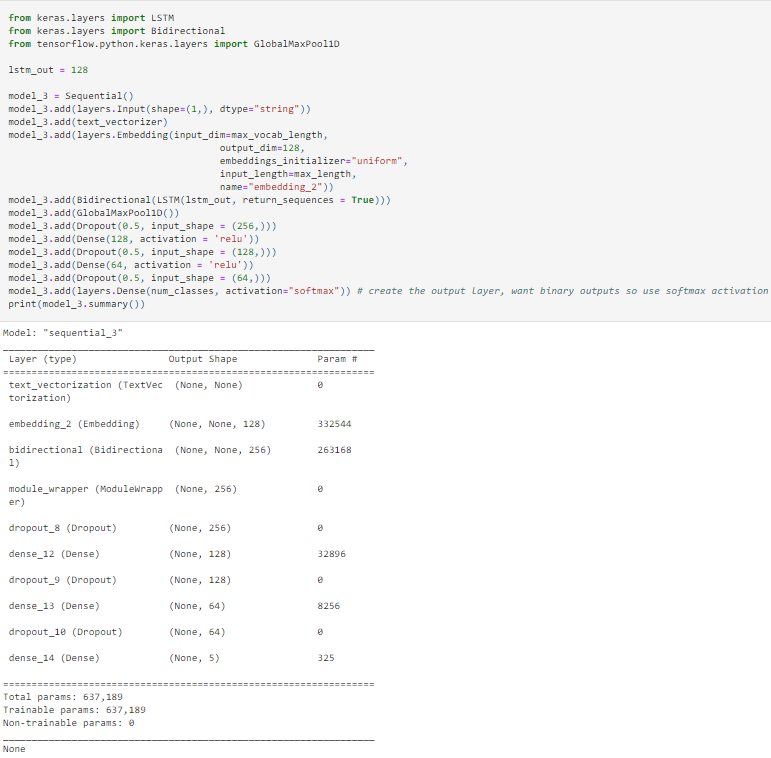 from keras.layers import LSTM
from keras.layers import Bidirectional
from tensorflow.python.keras.layers import GlobalMaxPool1D

lstm_out = 128

model_3 = Sequential()
model_3.add(layers.Input(shape=(1,), dtype="string"))
model_3.add(text_vectorizer)
model_3.add(layers.Embedding(input_dim=max_vocab_length,
                                   output_dim=128,
                                   embeddings_initializer="uniform",
                                   input_length=max_length,
                                   name="embedding_2"))
model_3.add(Bidirectional(LSTM(lstm_out, return_sequences = True)))
model_3.add(GlobalMaxPool1D())
model_3.add(Dropout(0.5, input_shape = (256,)))
model_3.add(Dense(128, activation = 'relu'))
model_3.add(Dropout(0.5, input_shape = (128,)))
model_3.add(Dense(64, activation = 'relu'))
model_3.add(Dropout(0.5, input_shape = (64,)))
model_3.add(layers.Dense(num_classes, activation="softmax")) # create the output layer, want binary outputs so use softmax activation
print(model_3.summary())

Model: "sequential_3"
_________________________________________________________________
 Layer (type)                Output Shape              Param #
=================================================================
 text_vectorization (TextVec  (None, None)             0
 torization)

 embedding_2 (Embedding)     (None, None, 128)         332544

 bidirectional (Bidirectiona  (None, None, 256)        263168
 l)

 module_wrapper (ModuleWrapp  (None, 256)              0
 er)

 dropout_8 (Dropout)         (None, 256)               0

 dense_12 (Dense)            (None, 128)               32896

 dropout_9 (Dropout)         (None, 128)               0

 dense_13 (Dense)            (None, 64)                8256

 dropout_10 (Dropout)        (None, 64)                0

 dense_14 (Dense)            (None, 5)                 325

=================================================================
Total params: 637,189
Trainable params: 637,189
Non-trainable params: 0
_________________________________________________________________
None